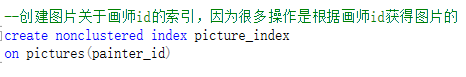 --创建图片关于画师id的索引，因为很多操作是根据画师id获得图片的
create nonclustered index picture_index
on pictures(painter_id)